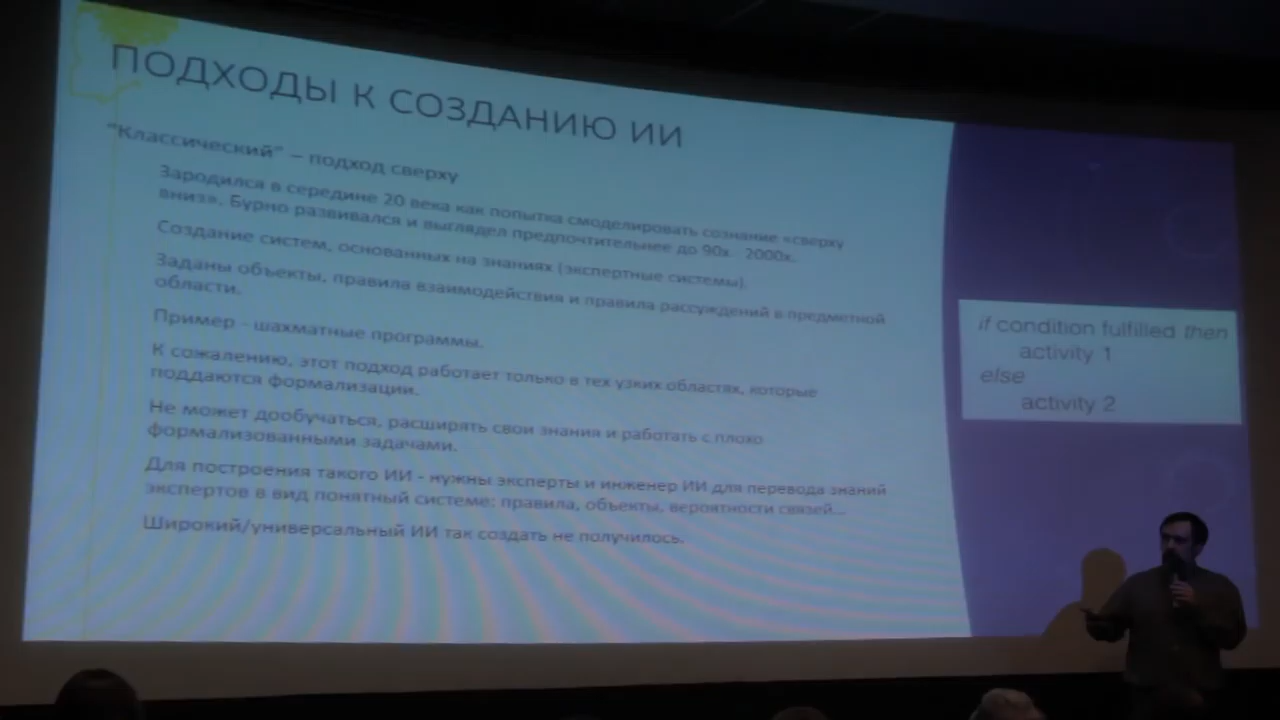 ПОДХОДЫ К СОЗДАНИЮ ИИ
"Классический" – подход сверху
Зародился в середине 20 века как попытка смоделировать сознание «сверху
вниз». Бурно развивался и выглядел предпочтительнее до 90х - 2000х.
Создание систем, основанных на знаниях (экспертные системы).
Заданы объекты, правила взаимодействия и правила рассуждений в предметной
области.
Пример - шахматные программы.
К сожалению, этот подход работает только в тех узких областях, которые
поддаются формализации.
Не может дообучаться, расширять свои знания и работать с плохо
формализованными задачами.
Для построения такого ИИ - нужны эксперты и инженер ИИ для перевода знаний
экспертов в вид понятный системе: правила, объекты, вероятности связей...
Широкий/универсальный ИИ так создать не получилось.
if condition fulfilled then
activity 1
else
activity 2